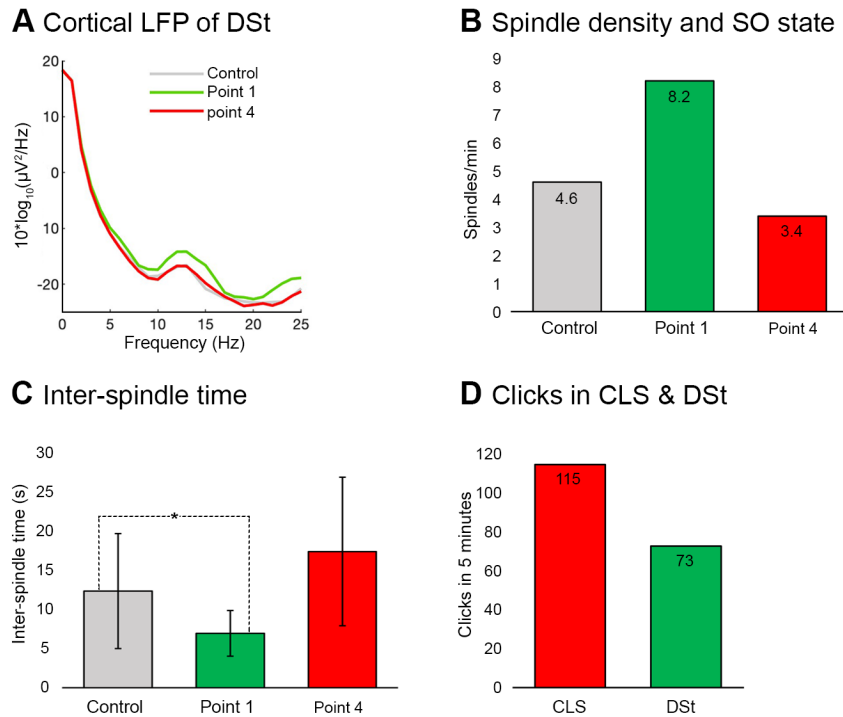 A Cortical LFP of DSt
20
10
0
10
-20
10*log10(µV²/Hz)
Control
Point 1
point 4
0 5 10 15 20 25
Frequency (Hz)
B Spindle density and SO state
9
8
7
6
5
4
3
2
1
0
Spindles/min
4.6
8.2
3.4
Control Point 1 Point 4
C Inter-spindle time
30
25
20
15
10
5
0
Inter-spindle time (s)
*
Control Point 1 Point 4
D Clicks in CLS & DSt
120
100
80
60
40
20
0
Clicks in 5 minutes
115
73
CLS DSt